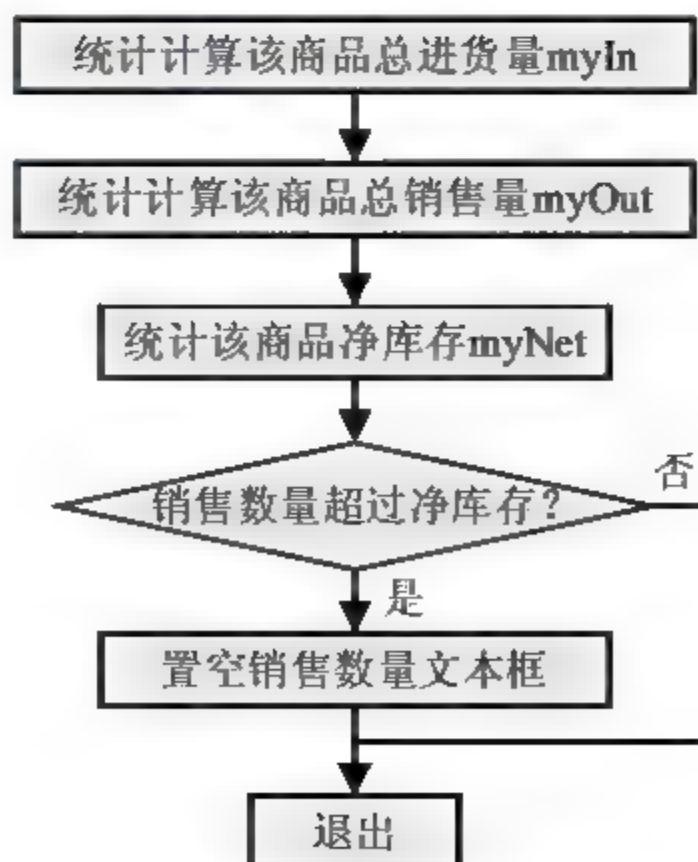 统计计算该商品总进货量myIn
统计计算该商品总销售量myOut
统计该商品净库存myNet
销售数量超过净库存?
否
是
置空销售数量文本框
退出